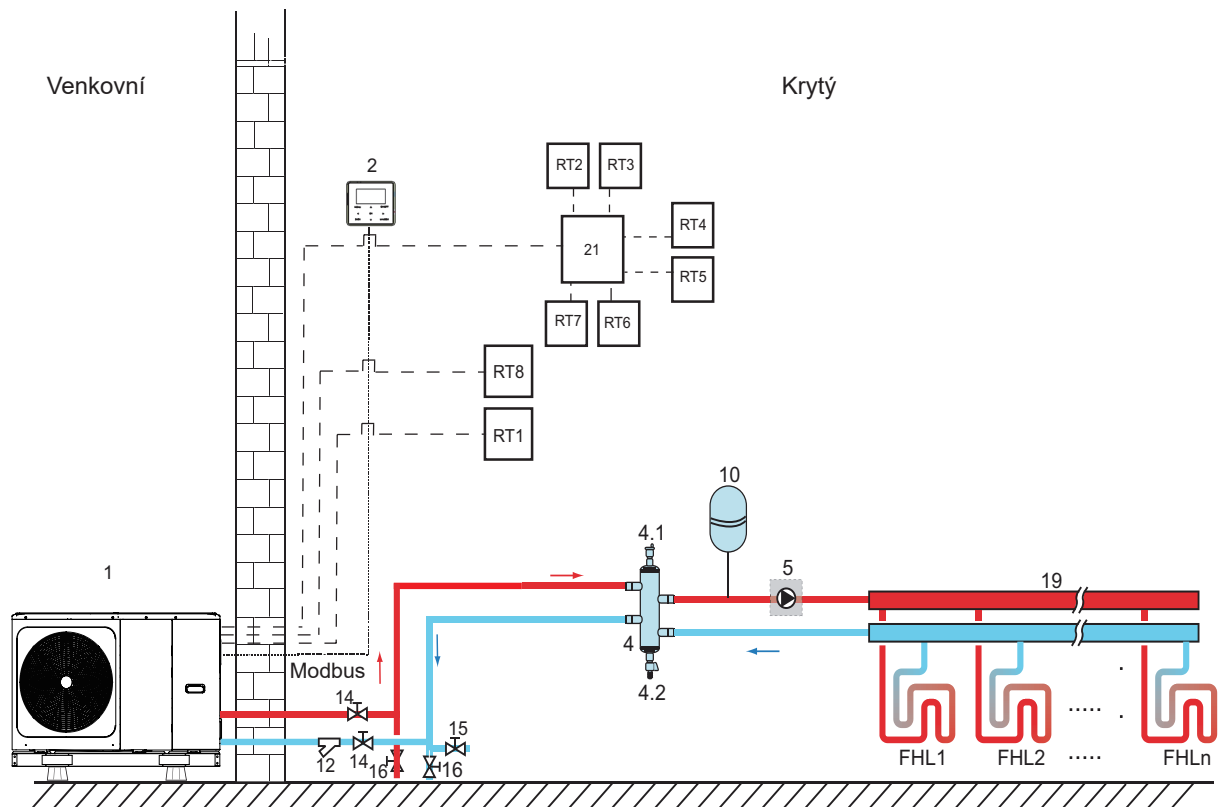 Venkovní
Krytý
2
RT2
RT3
RT4
21
RT5
RT7
RT6
RT8
RT1
10
4.1
1
5
19
4
Modbus
4.2
14
15
12
14
16
16
FHL1
FHL2
.....
FHLn